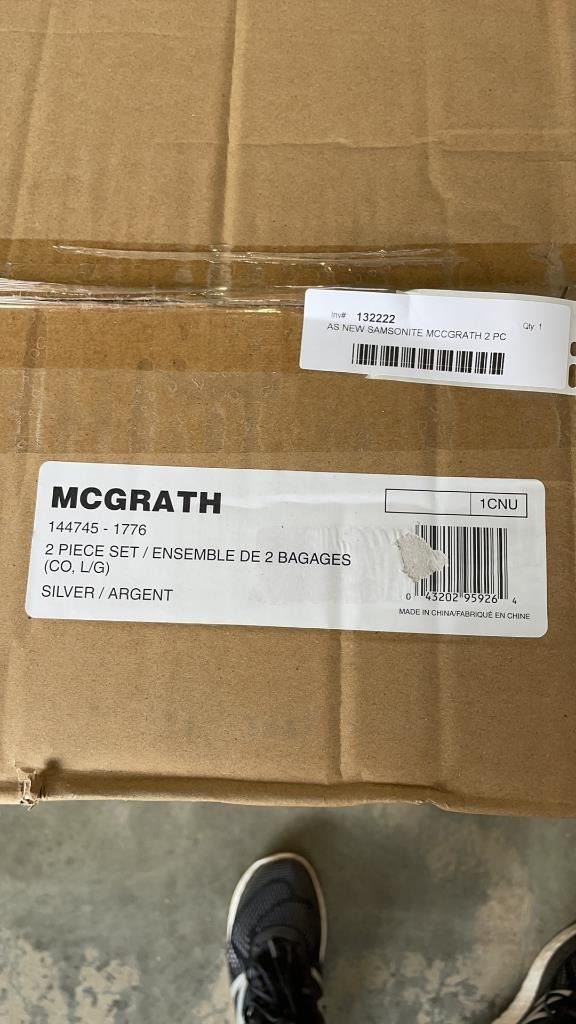 Inv# 132222 Qty 1
AS NEW SAMSONITE MCCGRATH 2 PC
MCGRATH
1CNU
144745 - 1776
2 PIECE SET / ENSEMBLE DE 2 BAGAGES
(CO, L/G)
SILVER / ARGENT
0 43202 95926 4
MADE IN CHINA/FABRIQUÉ EN CHINE